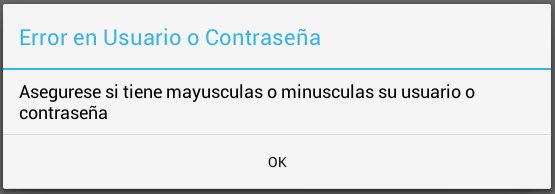 Error en Usuario o Contraseña
Asegurese si tiene mayusculas o minusculas su usuario o
contraseña
OK